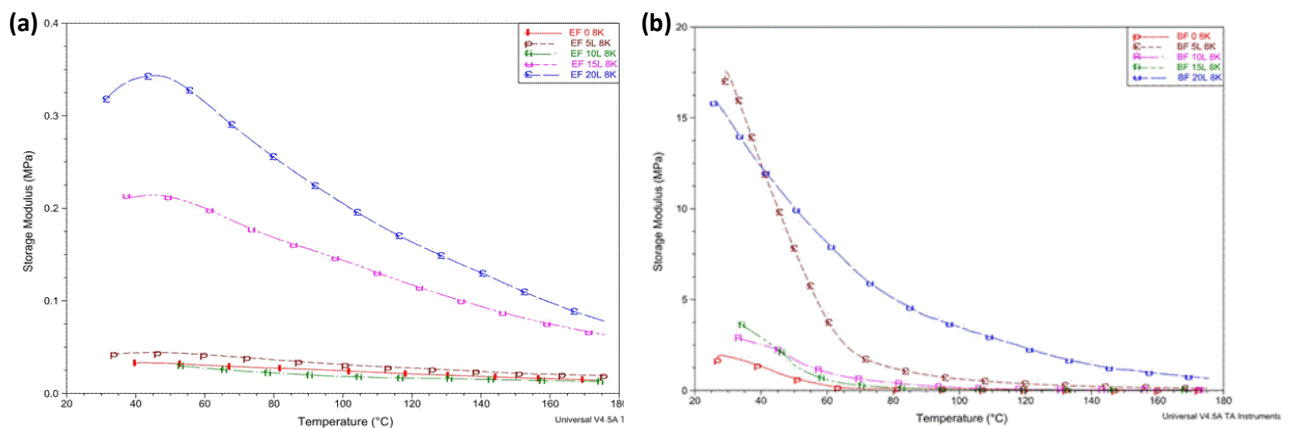 (a)
0.4
0.3
0.2
0.1
0.0
Storage Modulus (MPa)
EF 0 8K
EF 5L 8K
EF 10L 8K
EF 15L 8K
EF 20L 8K
20 40 60 80 100 120 140 160 180
Temperature (°C)
Universal V4.5A T
(b)
20
15
10
5
0
Storage Modulus (MPa)
BF 0 8K
BF 5L 8K
BF 10L 8K
BF 15L 8K
BF 20L 8K
20 40 60 80 100 120 140 160 180
Temperature (°C)
Universal V4.5A TA Instruments